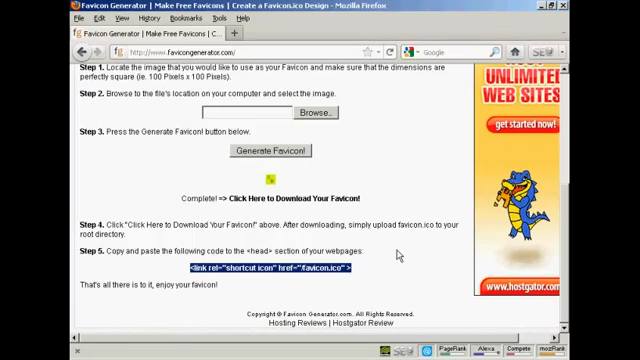 Favicon Generator | Make Free Favicons | Create a Favicon.ico Design - Mozilla Firefox
File Edit View History Bookmarks Tools Help
Favicon Generator | Make Free Favicons | C...
http://www.favicongenerator.com/
Google
Step 1. Locate the image that you would like to use as your Favicon and make sure that the dimensions are
perfectly square (ie. 100 Pixels x 100 Pixels).
Step 2. Browse to the file's location on your computer and select the image.
Browse...
Step 3. Press the Generate Favicon! button below.
Generate Favicon!
Complete! => Click Here to Download Your Favicon!
Step 4. Click "Click Here to Download Your Favicon!" above. After downloading, simply upload favicon.ico to your
root directory.
Step 5. Copy and paste the following code to the <head> section of your webpages:
<link rel="shortcut icon" href="/favicon.ico" >
That's all there is to it, enjoy your favicon!
Copyright © Favicon Generator.com. All Rights Reserved.
Hosting Reviews | Hostgator Review
UNLIMITED
WEB SITES
get started now!
www.hostgator.com
PageRank
Alexa
Compete
mozRank